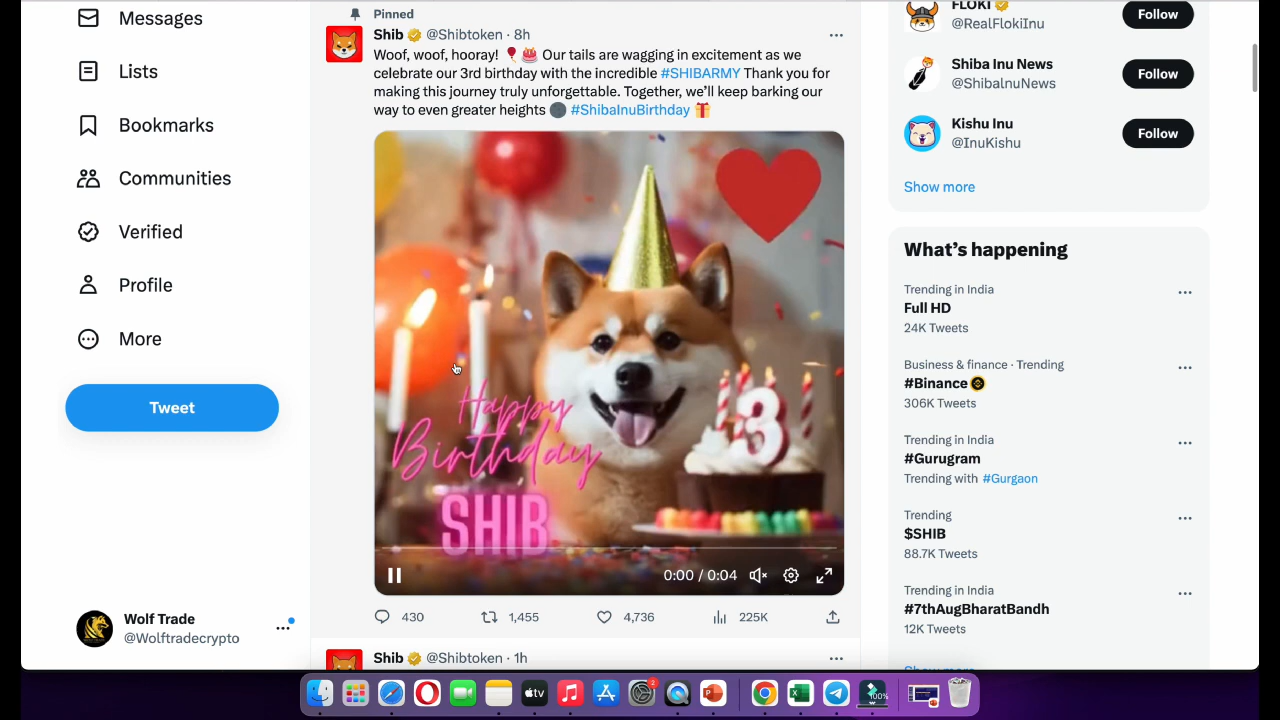 Messages
Lists
Bookmarks
Communities
Verified
Profile
More
Tweet
Wolf Trade
@Wolftradecrypto
Pinned
Shib @Shibtoken · 8h
Woof, woof, hooray! 🎈🎂 Our tails are wagging in excitement as we
celebrate our 3rd birthday with the incredible #SHIBARMY Thank you for
making this journey truly unforgettable. Together, we'll keep barking our
way to even greater heights 🌑 #ShibaInuBirthday 🎁
Happy
Birthday
SHIB
3
0:00 / 0:04
430 1,455 4,736 225K
Shib @Shibtoken · 1h
FLOKI
@RealFlokiInu
Follow
Shiba Inu News
@ShibaInuNews
Follow
Kishu Inu
@InuKishu
Follow
Show more
What's happening
Trending in India
Full HD
24K Tweets
Business & finance · Trending
#Binance
306K Tweets
Trending in India
#Gurugram
Trending with #Gurgaon
Trending
$SHIB
88.7K Tweets
Trending in India
#7thAugBharatBandh
12K Tweets
Show more
tv
2
100%